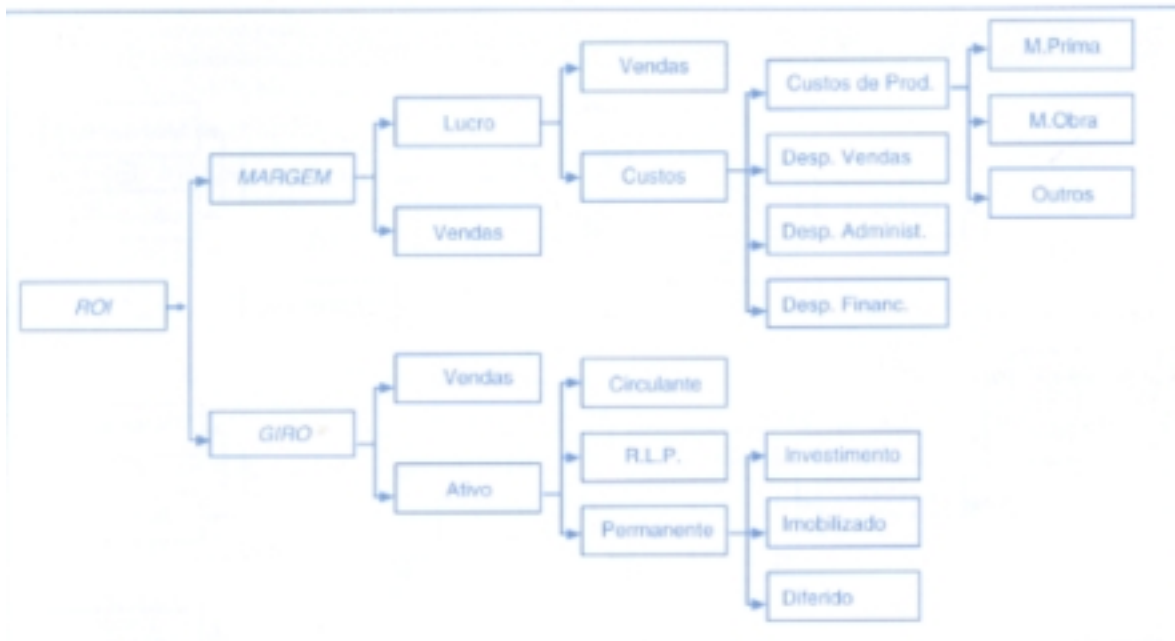 M.Prima
Vendas
Custos de Prod.
Lucro
M.Obra
Desp. Vendas
MARGEM
Custos
Outros
Vendas
Desp. Administ.
ROI
Desp. Financ.
Vendas
Circulante
GIRO
R.L.P.
Investimento
Ativo
Permanente
Imobilizado
Diferido